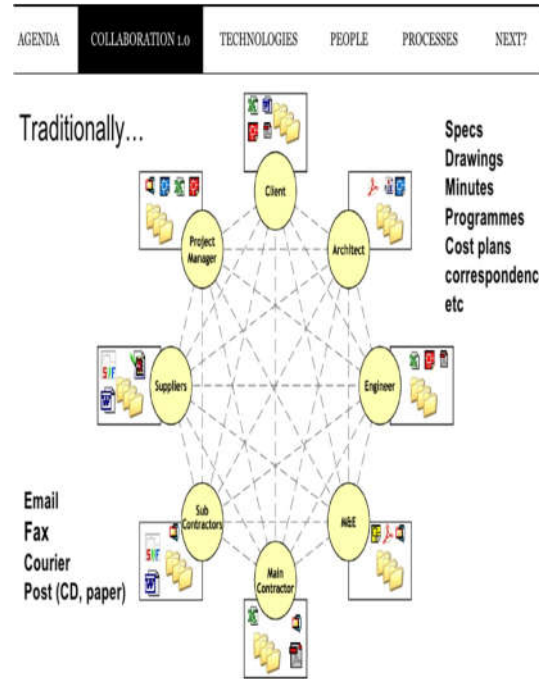 AGENDA COLLABORATION 1.0 TECHNOLOGIES PEOPLE PROCESSES NEXT?
Traditionally...
Specs
Drawings
Minutes
Programmes
Cost plans
correspondenc
etc
Client
Project
Manager
Architect
Suppliers
Engineer
Sub
Contractors
M&E
Main
Contractor
Email
Fax
Courier
Post (CD, paper)